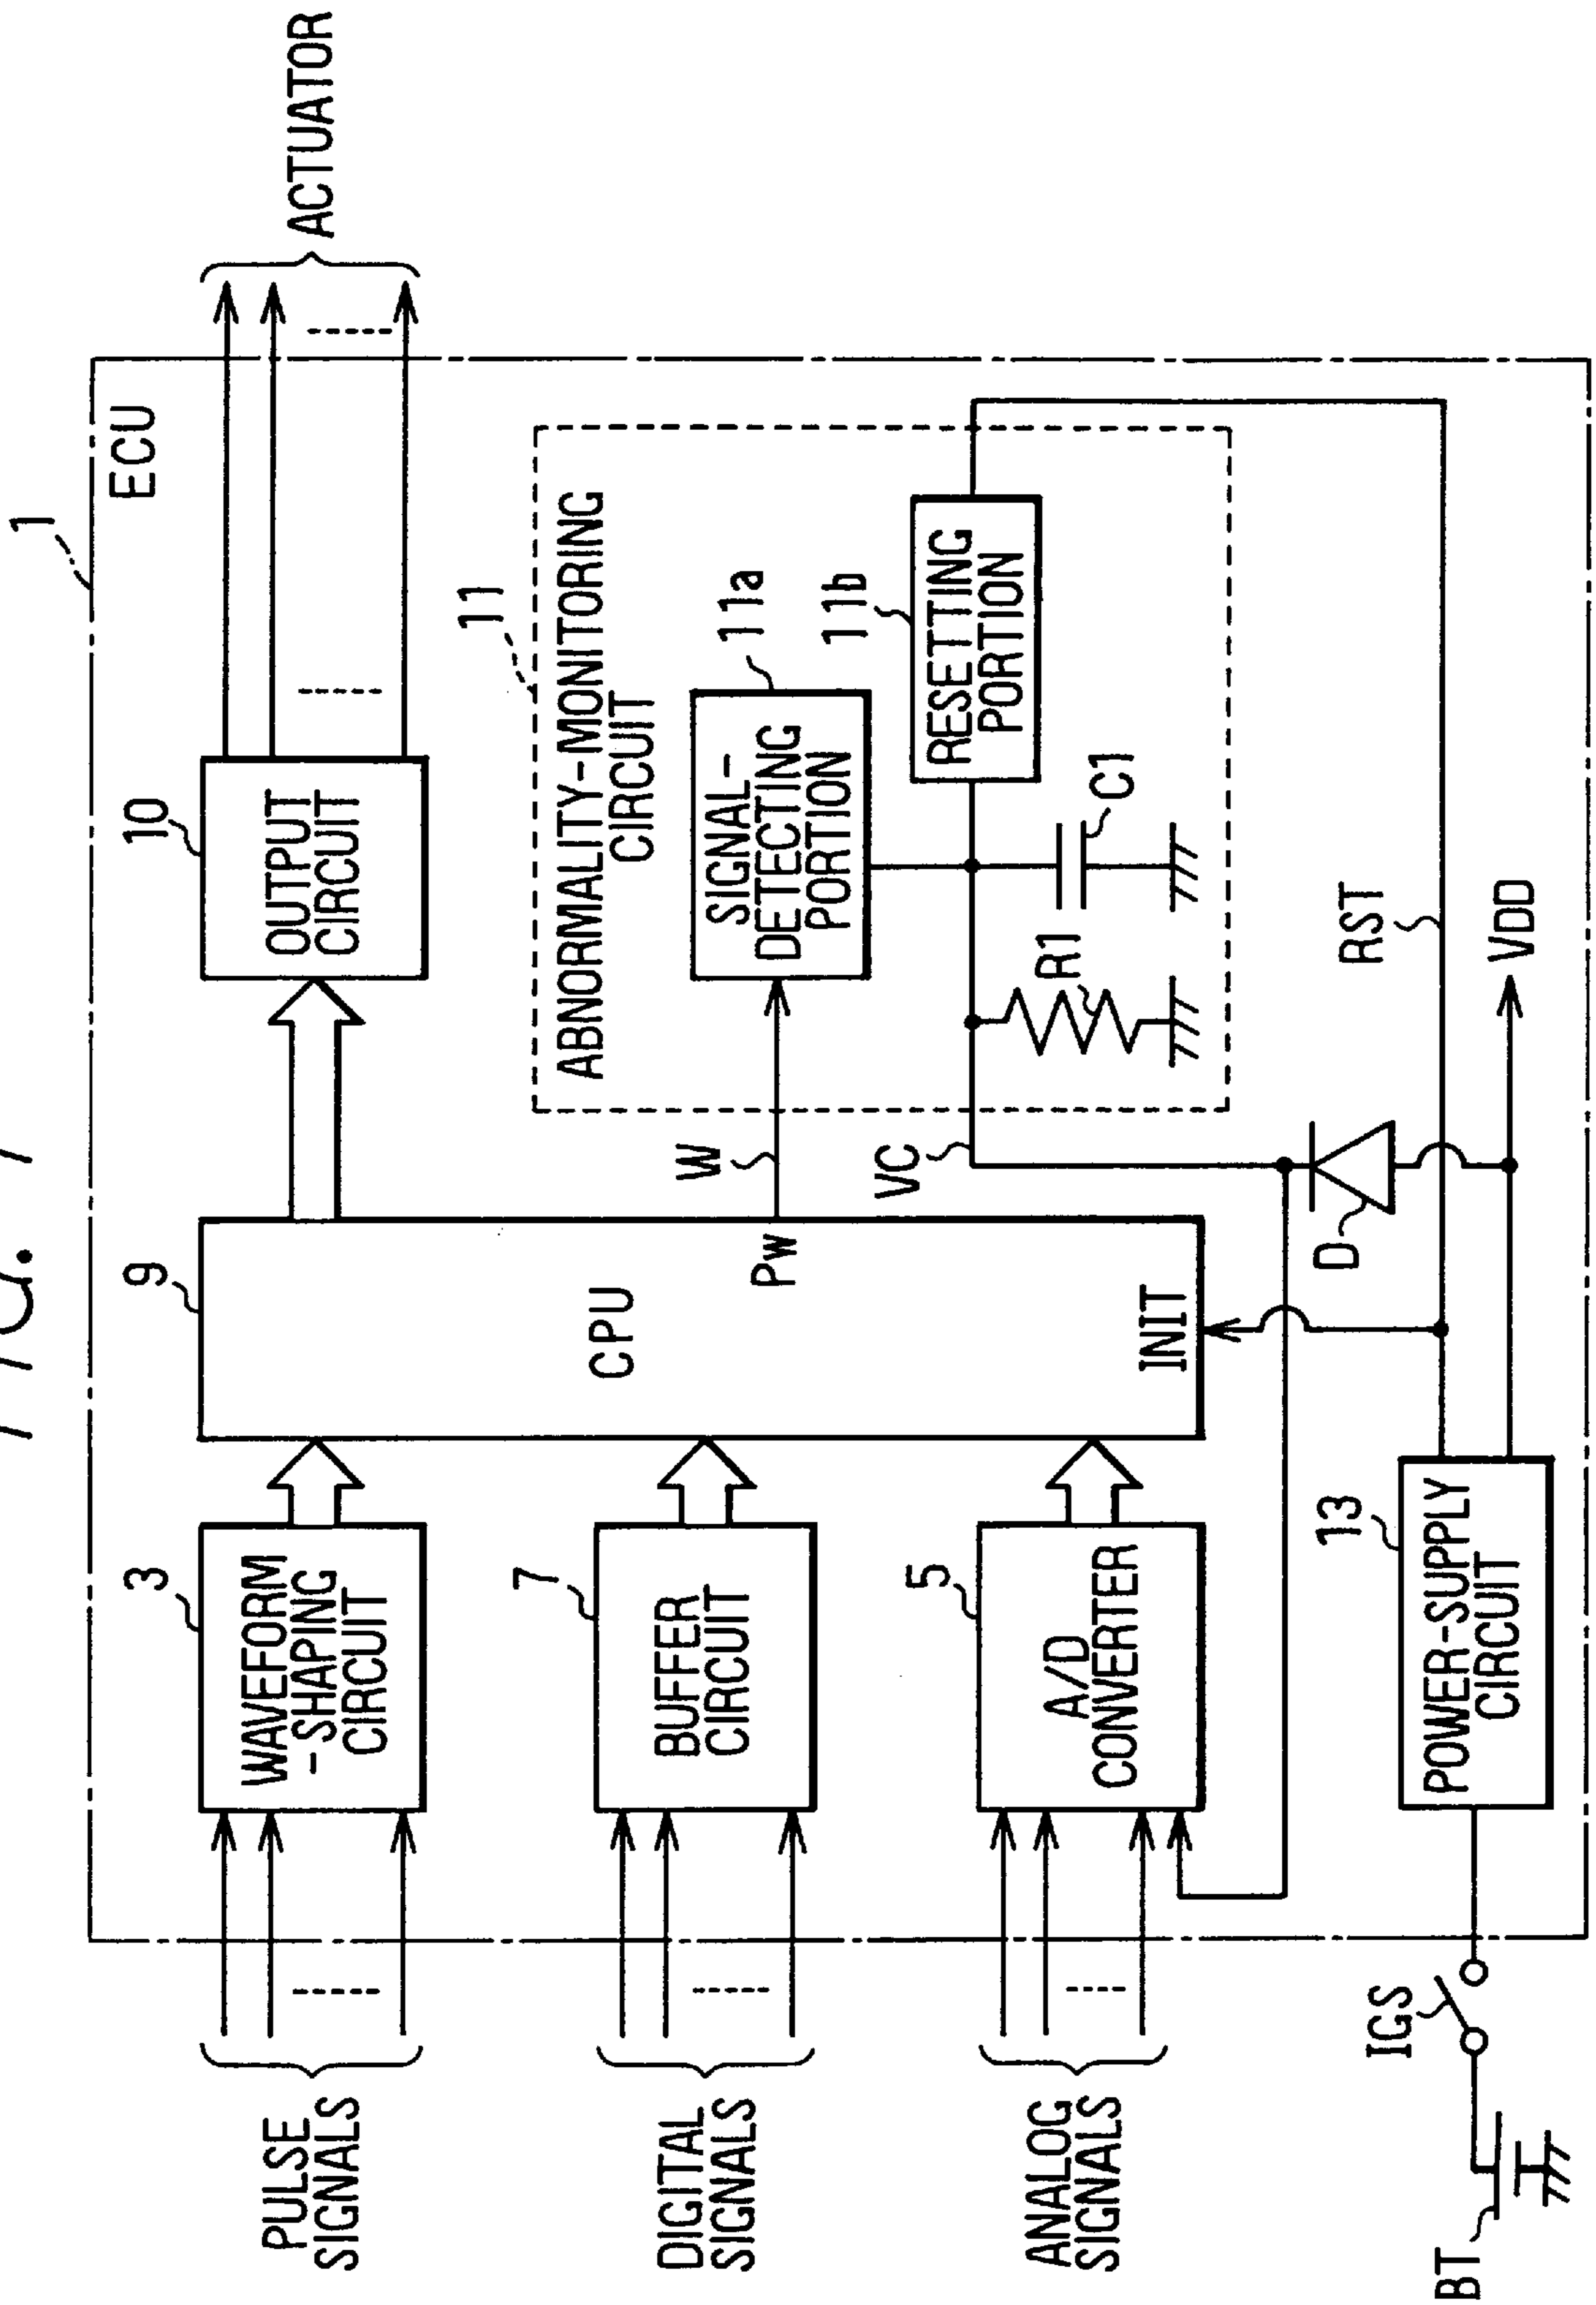 FIG. 1
1
ECU
PULSE
SIGNALS
3
WAVEFORM
-SHAPING
CIRCUIT
9
CPU
PW
INIT
10
OUTPUT
CIRCUIT
ACTUATOR
DIGITAL
SIGNALS
7
BUFFER
CIRCUIT
ANALOG
SIGNALS
5
A/D
CONVERTER
11
ABNORMALITY-MONITORING
CIRCUIT
W
SIGNAL-
DETECTING
PORTION
11a
VC
R1
C1
11b
RESETTING
PORTION
D
RST
VDD
13
POWER-SUPPLY
CIRCUIT
IGS
BT